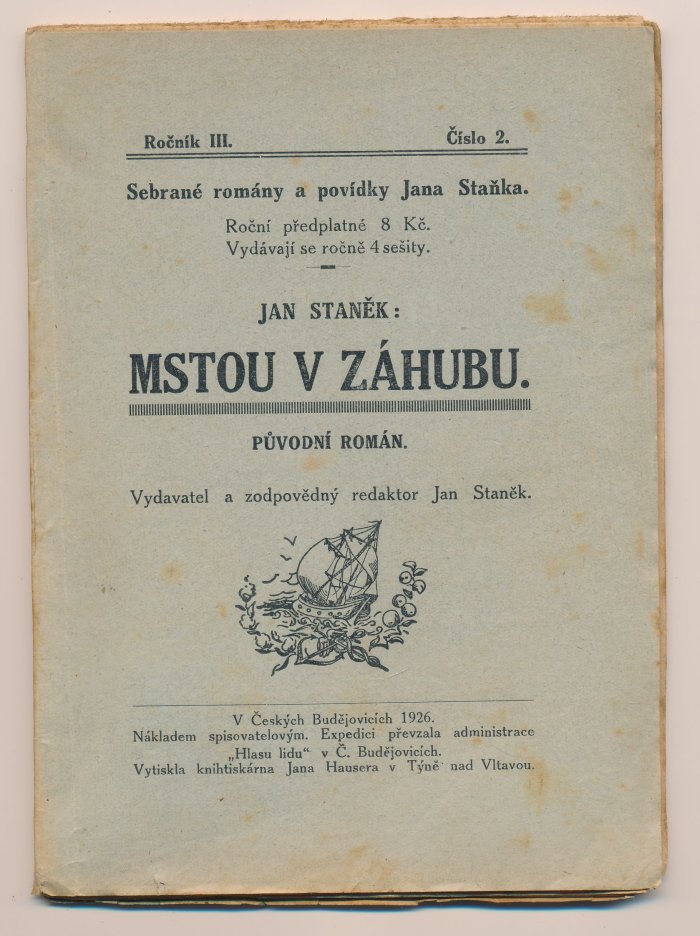 Ročník III.
Číslo 2.
Sebrané romány a povídky Jana Staňka.
Roční předplatné 8 Kč.
Vydávají se ročně 4 sešity.
JAN STANĚK:
MSTOU V ZÁHUBU.
PŮVODNÍ ROMÁN.
Vydavatel a zodpovědný redaktor Jan Staněk.
V Českých Budějovicích 1926.
Nákladem spisovatelovým. Expedici převzala administrace
„Hlasu lidu“ v Č. Budějovicích.
Vytiskla knihtiskárna Jana Hausera v Týně nad Vltavou.